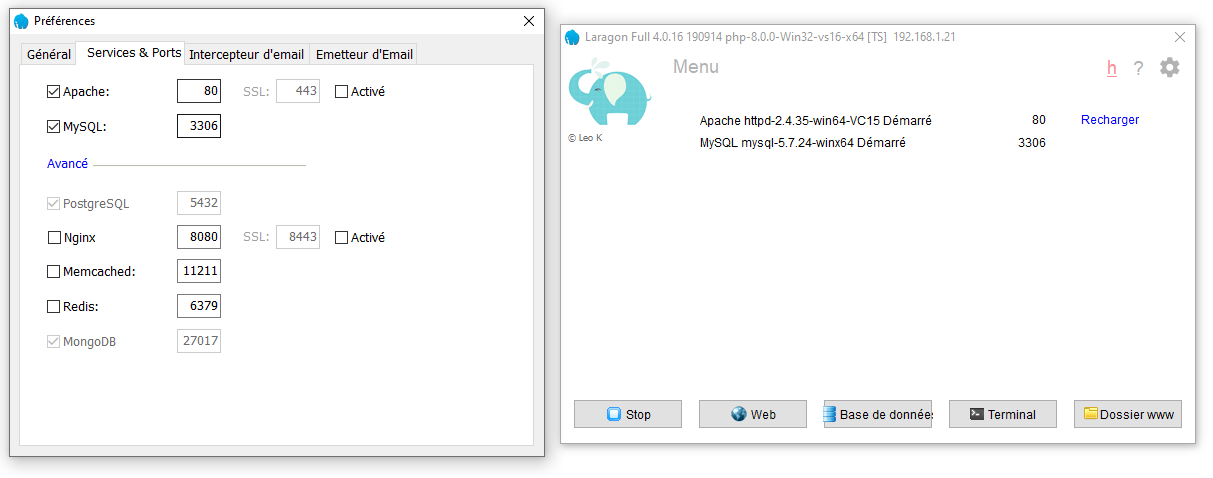 Préférences
Général Services & Ports Intercepteur d'email Emetteur d'Email
Apache: 80 SSL: 443 Activé
MySQL: 3306
Avancé
PostgreSQL 5432
Nginx 8080 SSL: 8443 Activé
Memcached: 11211
Redis: 6379
MongoDB 27017
Laragon Full 4.0.16 190914 php-8.0.0-Win32-vs16-x64 [TS] 192.168.1.21
Menu h ?
© Leo K
Apache httpd-2.4.35-win64-VC15 Démarré 80 Recharger
MySQL mysql-5.7.24-winx64 Démarré 3306
Stop Web Base de donnée Terminal Dossier www